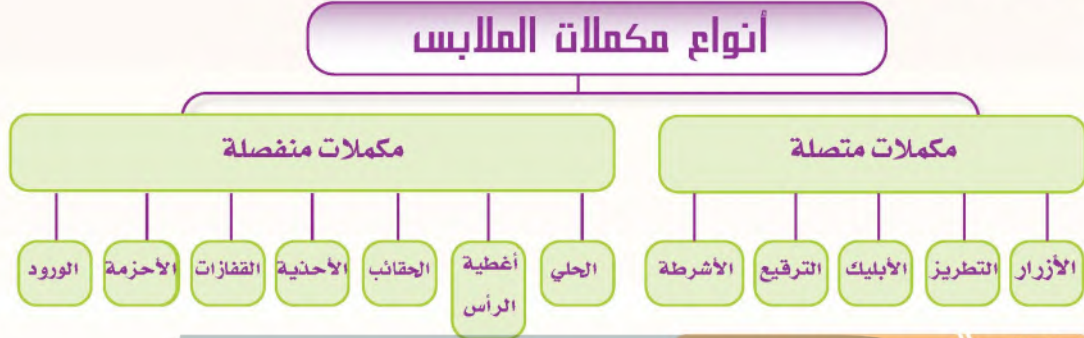 أنواع مكملات الملابس
مكملات متصلة
مكملات منفصلة
الأزرار
التطريز
الأبليك
الترقيع
الأشرطة
الحلي
أغطية
الرأس
الحقائب
الأحذية
القفازات
الأحزمة
الورود